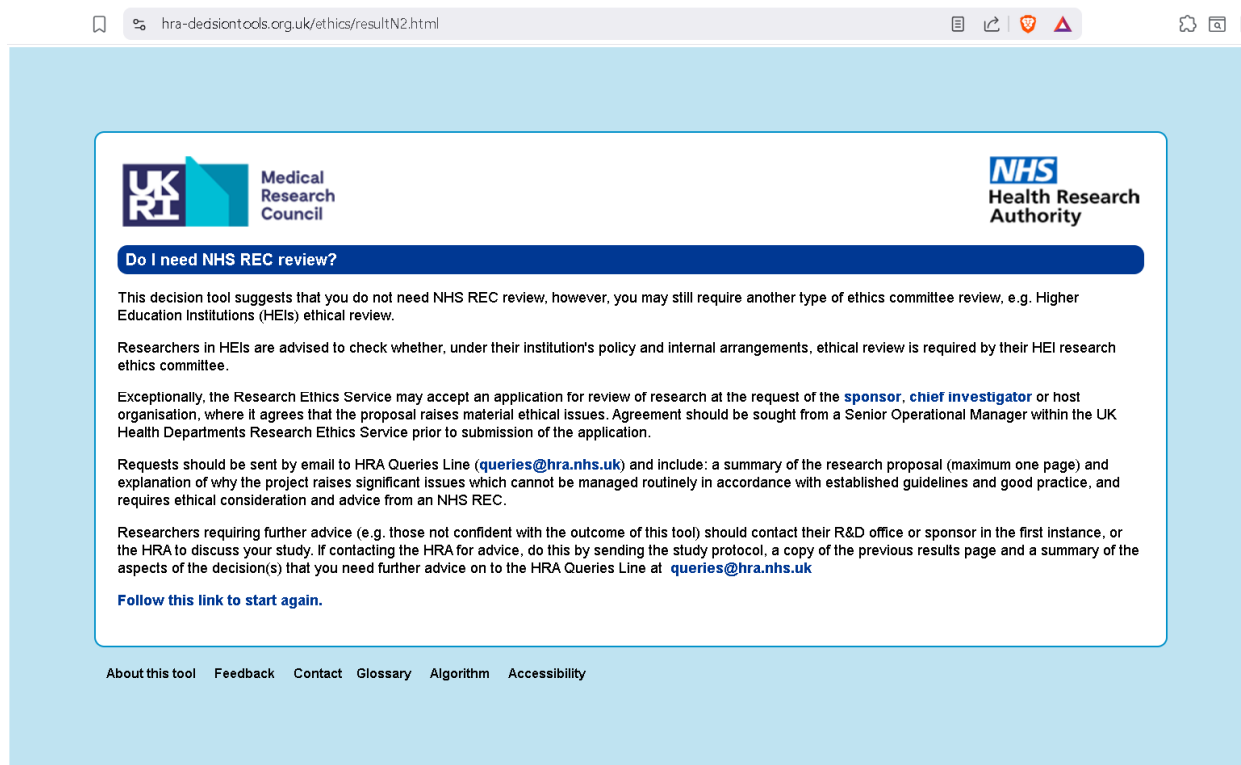 hra-decisiontools.org.uk/ethics/resultN2.html
UK
RI
Medical
Research
Council
NHS
Health Research
Authority
Do I need NHS REC review?
This decision tool suggests that you do not need NHS REC review, however, you may still require another type of ethics committee review, e.g. Higher
Education Institutions (HEIs) ethical review.
Researchers in HEIs are advised to check whether, under their institution's policy and internal arrangements, ethical review is required by their HEI research
ethics committee.
Exceptionally, the Research Ethics Service may accept an application for review of research at the request of the sponsor, chief investigator or host
organisation, where it agrees that the proposal raises material ethical issues. Agreement should be sought from a Senior Operational Manager within the UK
Health Departments Research Ethics Service prior to submission of the application.
Requests should be sent by email to HRA Queries Line (queries@hra.nhs.uk) and include: a summary of the research proposal (maximum one page) and
explanation of why the project raises significant issues which cannot be managed routinely in accordance with established guidelines and good practice, and
requires ethical consideration and advice from an NHS REC.
Researchers requiring further advice (e.g. those not confident with the outcome of this tool) should contact their R&D office or sponsor in the first instance, or
the HRA to discuss your study. If contacting the HRA for advice, do this by sending the study protocol, a copy of the previous results page and a summary of the
aspects of the decision(s) that you need further advice on to the HRA Queries Line at queries@hra.nhs.uk
Follow this link to start again.
About this tool Feedback Contact Glossary Algorithm Accessibility